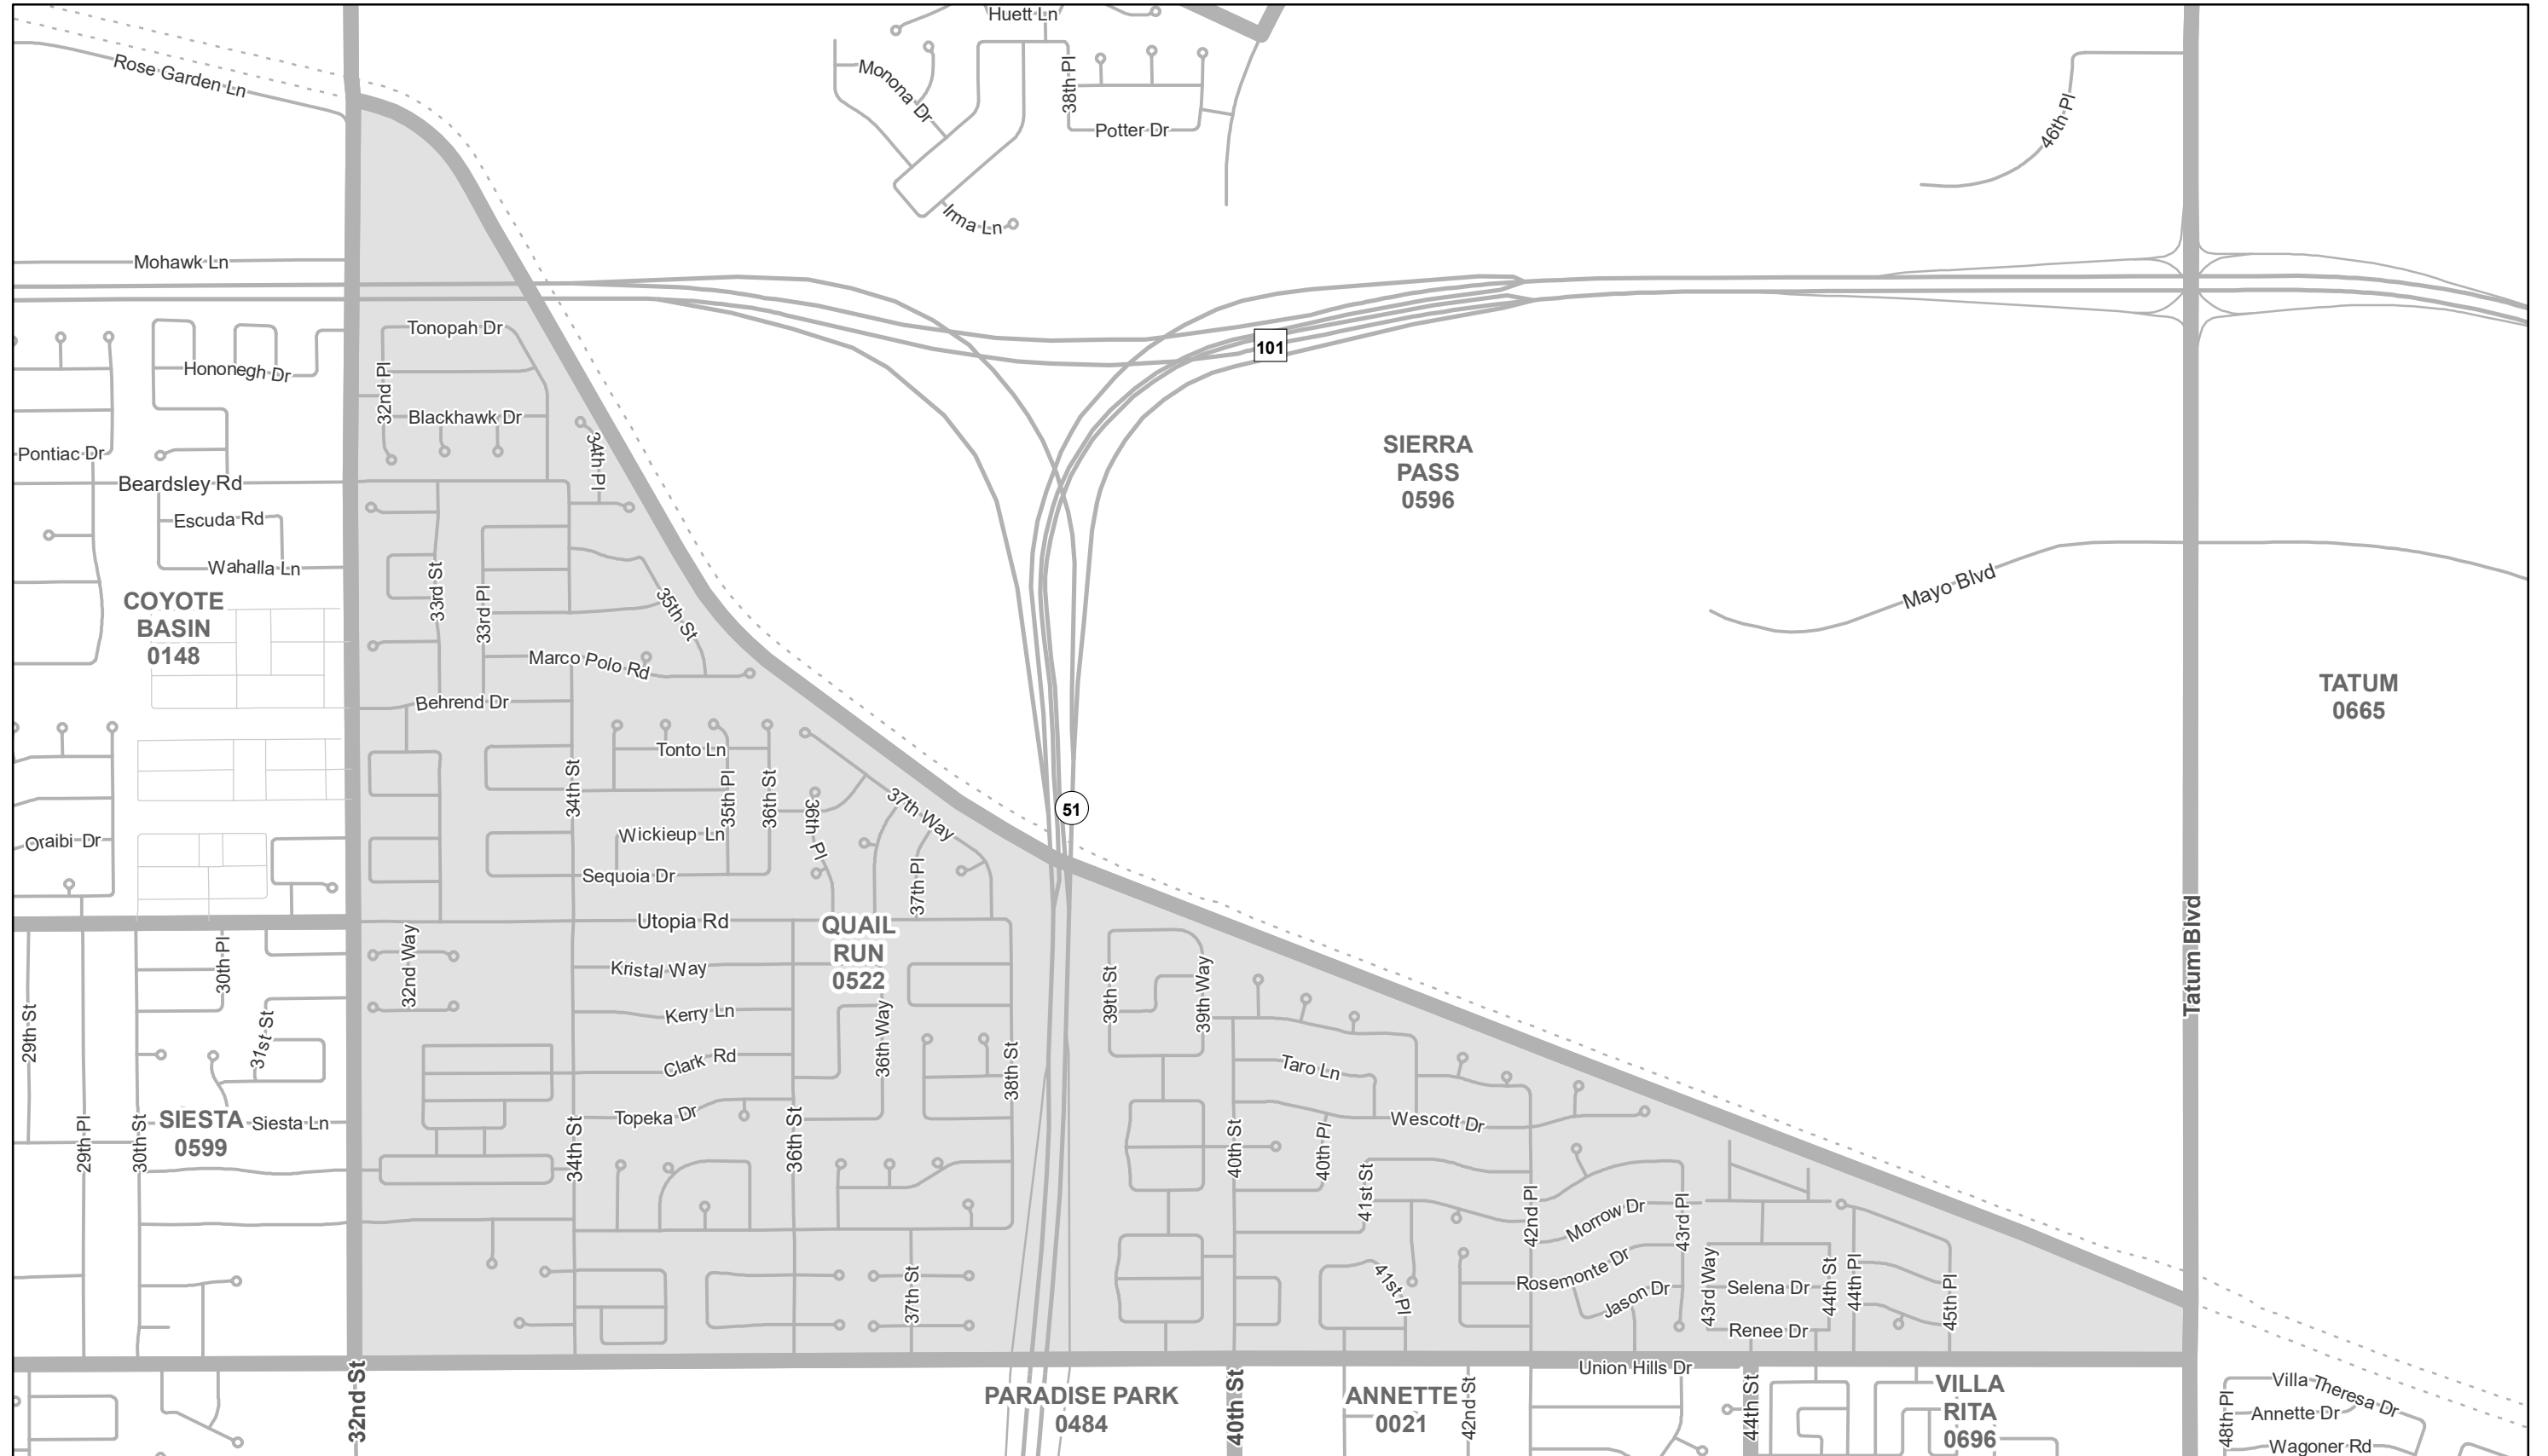 Huett Ln
Rose Garden Ln
Monona Dr
38th Pl
Potter Dr
46th Pl
Irma Ln
Mohawk Ln
Tonopah Dr
101
Hononegh Dr
32nd Pl
Blackhawk Dr
34th Pl
SIERRA
PASS
0596
Pontiac Dr
Beardsley Rd
Escuda Rd
Wahalla Ln
33rd St
33rd Pl
35th St
Mayo Blvd
COYOTE
BASIN
0148
Marco Polo Rd
Behrend Dr
TATUM
0665
Tonto Ln
34th St
35th Pl
36th St
36th Pl
37th Way
51
Wickieup Ln
Oraibi Dr
Sequoia Dr
37th Pl
Utopia Rd
QUAIL
RUN
0522
Tatum Blvd
30th Pl
32nd Way
Kristal Way
39th St
39th Way
29th St
31st St
Kerry Ln
36th Way
Clark Rd
38th St
Taro Ln
SIESTA
0599
Siesta Ln
29th Pl
30th St
Topeka Dr
34th St
36th St
Wescott Dr
40th St
40th Pl
41st St
42nd Pl
Morrow Dr
43rd Pl
Rosemonte Dr
Jason Dr
43rd Way
Selena Dr
44th St
44th Pl
45th Pl
41st Pl
37th St
Renee Dr
Union Hills Dr
32nd St
PARADISE PARK
0484
40th St
ANNETTE
0021
42nd St
44th St
VILLA
RITA
0696
48th Pl
Villa Theresa Dr
Annette Dr
Wagoner Rd